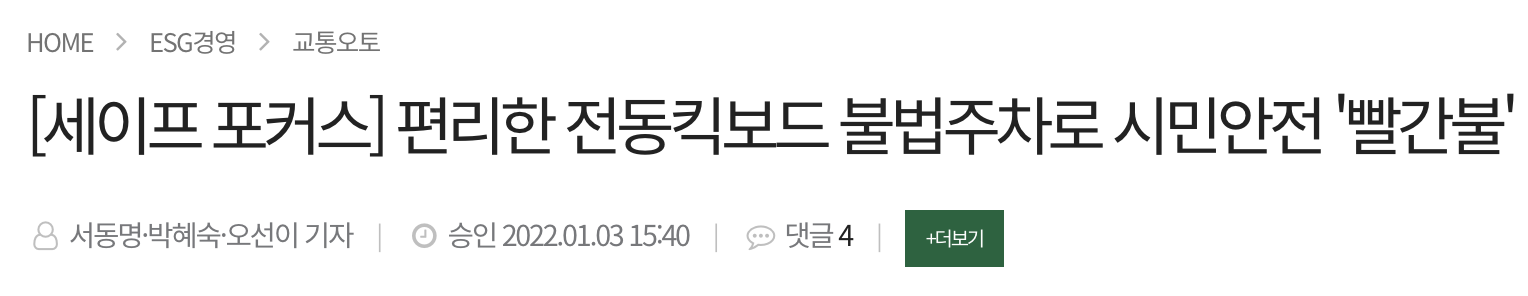 HOME > ESG경영 > 교통오토
[세이프 포커스] 편리한 전동킥보드 불법주차로 시민안전 '빨간불'
서동명·박혜숙·오선이 기자 | 승인 2022.01.03 15:40 | 댓글 4 | +더보기